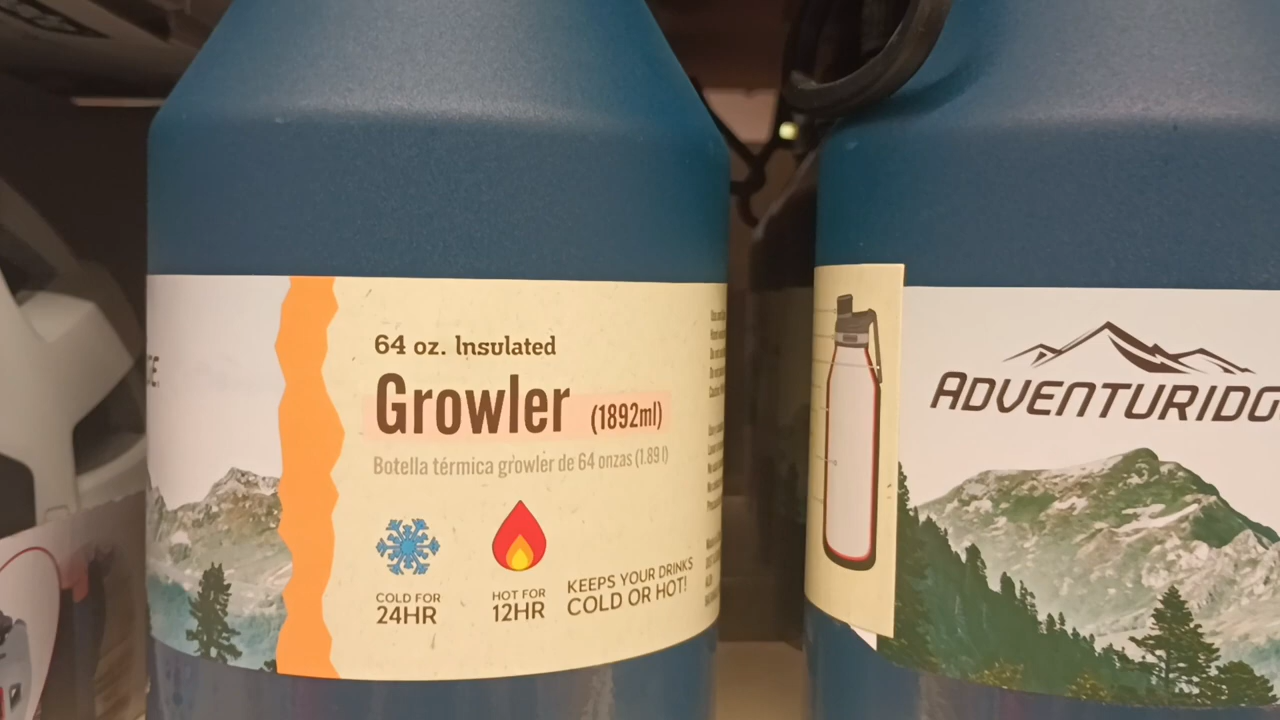 64 oz. Insulated
Growler (1892ml)
Botella térmica growler de 64 onzas (1.89 l)
COLD FOR
24HR
HOT FOR
12HR
KEEPS YOUR DRINKS
COLD OR HOT!
ADVENTURIDG